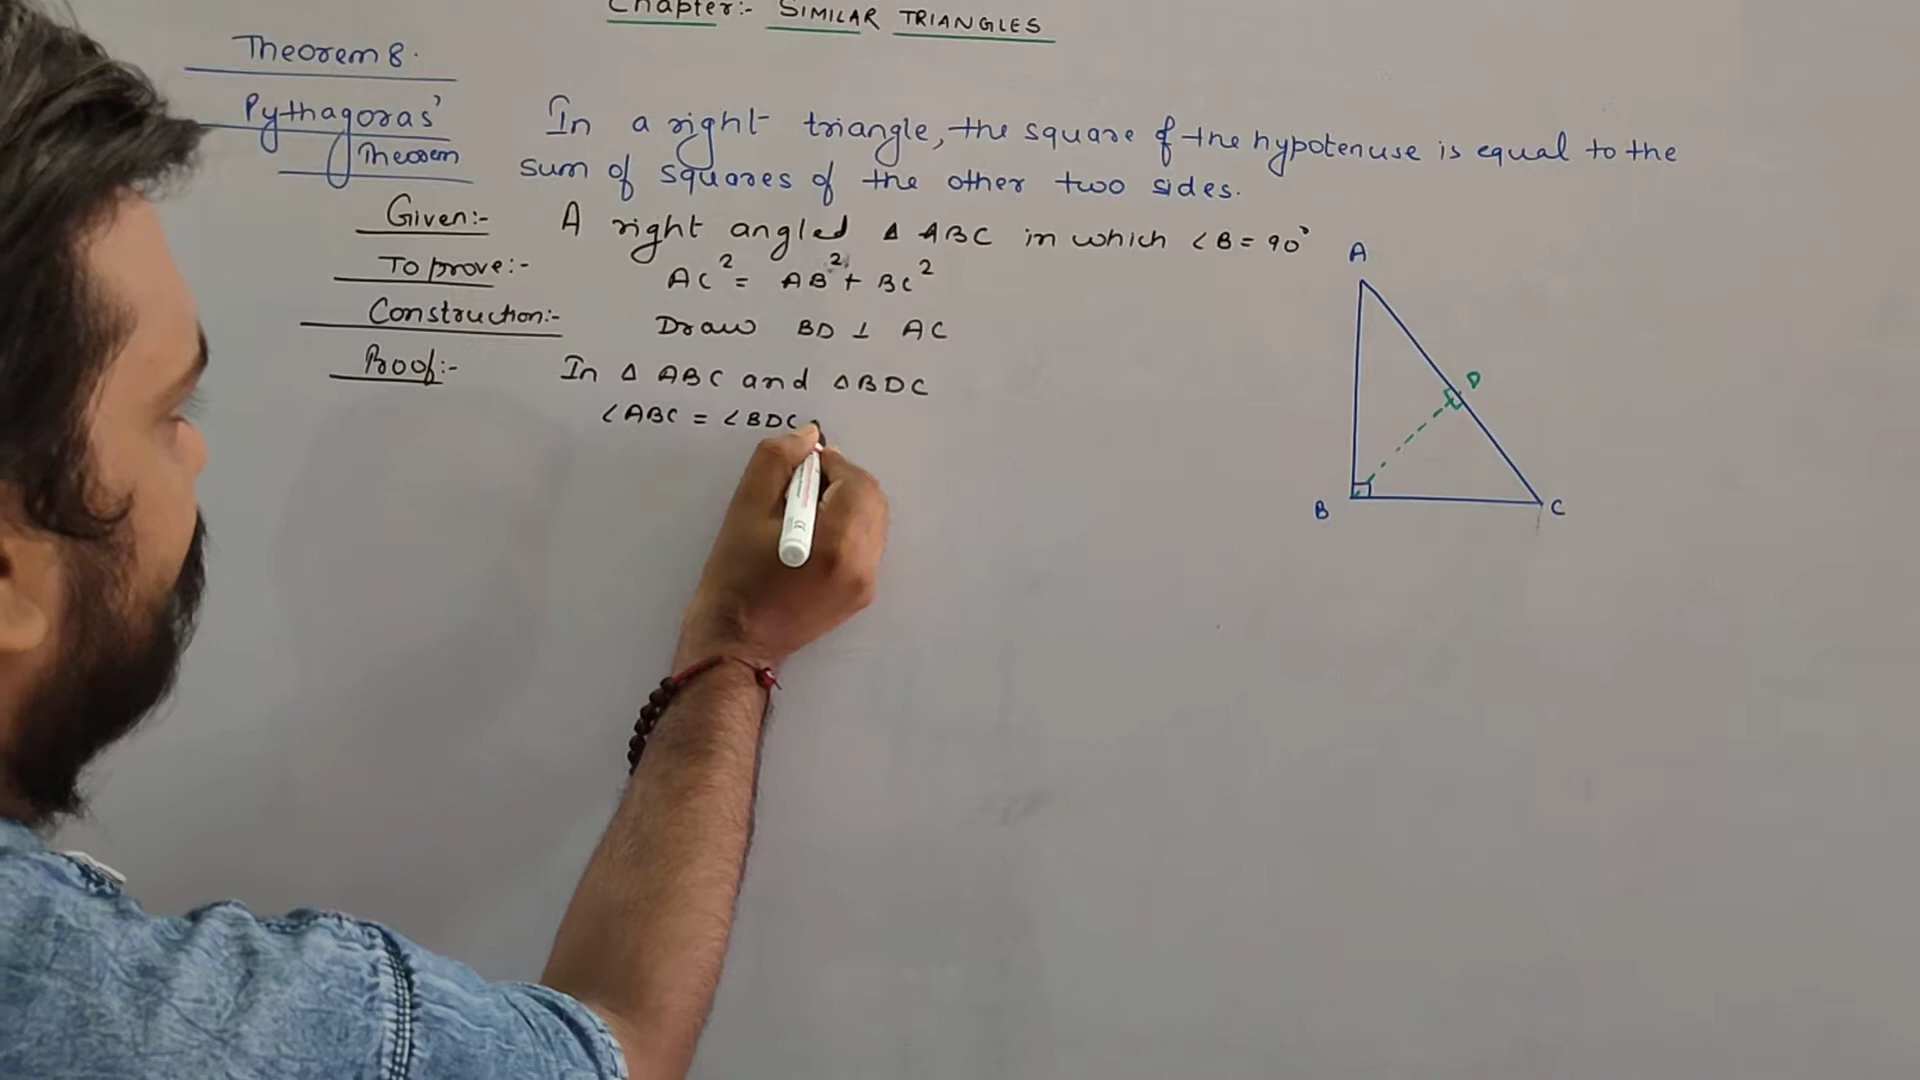 Chapter:- SIMILAR TRIANGLES
Theorem 8.
Pythagoras'
Theorem
In a right triangle, the square of the hypotenuse is equal to the
sum of squares of the other two sides.
Given:- A right angled Δ ABC in which ∠B = 90°
To prove:- AC² = AB² + BC²
Construction:- Draw BD ⊥ AC
Proof:- In Δ ABC and Δ BDC
∠ABC = ∠BDC
A
D
B
C